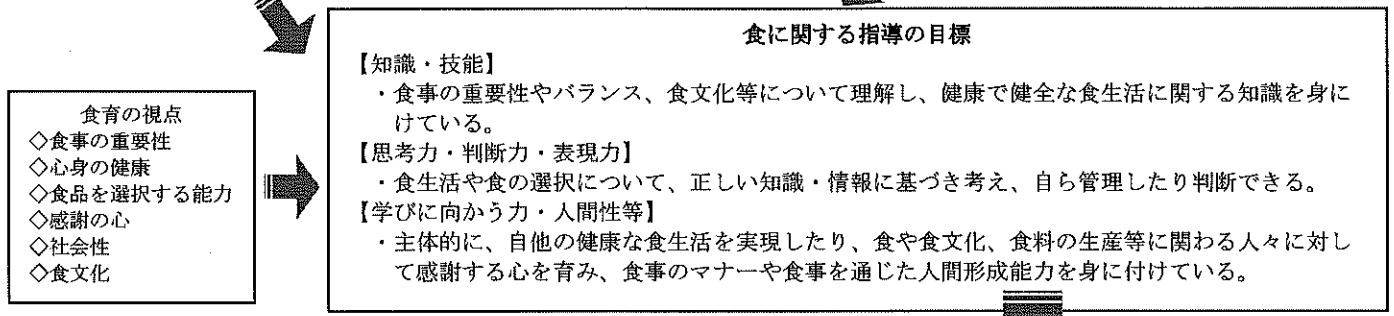 食に関する指導の目標
【知識・技能】
・食事の重要性やバランス、食文化等について理解し、健康で健全な食生活に関する知識を身に
けている。
【思考力・判断力・表現力】
・食生活や食の選択について、正しい知識・情報に基づき考え、自ら管理したり判断できる。
【学びに向かう力・人間性等】
・主体的に、自他の健康な食生活を実現したり、食や食文化、食料の生産等に関わる人々に対し
て感謝する心を育み、食事のマナーや食事を通じた人間形成能力を身に付けている。
食育の視点
◇食事の重要性
◇心身の健康
◇食品を選択する能力
◇感謝の心
◇社会性
◇食文化